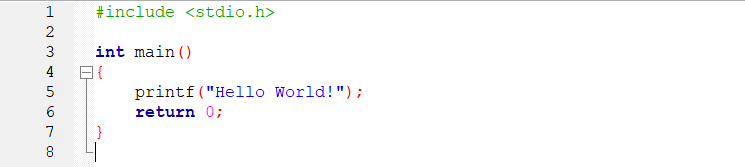 1 #include <stdio.h>
2
3 int main()
4 {
5     printf("Hello World!");
6     return 0;
7 }
8